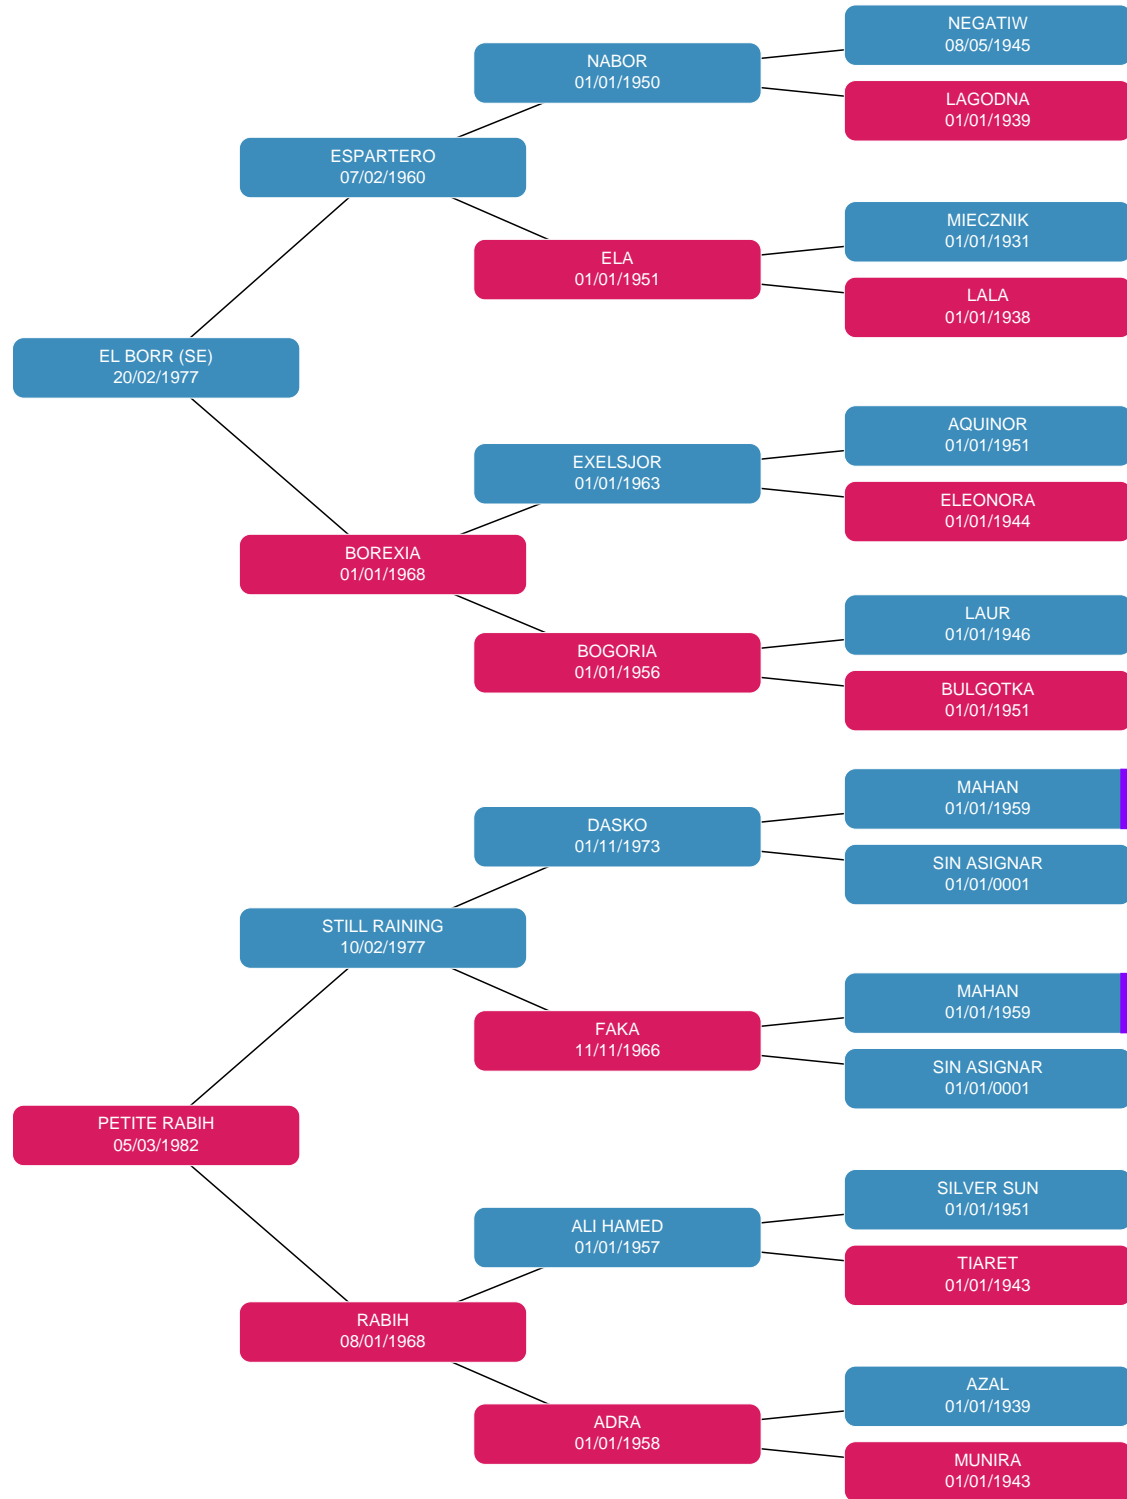 NEGATIW
08/05/1945
NABOR
01/01/1950
LAGODNA
01/01/1939
ESPARTERO
07/02/1960
MIECZNIK
01/01/1931
ELA
01/01/1951
LALA
01/01/1938
EL BORR (SE)
20/02/1977
AQUINOR
01/01/1951
EXELSJOR
01/01/1963
ELEONORA
01/01/1944
BOREXIA
01/01/1968
LAUR
01/01/1946
BOGORIA
01/01/1956
BULGOTKA
01/01/1951
MAHAN
01/01/1959
DASKO
01/11/1973
SIN ASIGNAR
01/01/0001
STILL RAINING
10/02/1977
MAHAN
01/01/1959
FAKA
11/11/1966
SIN ASIGNAR
01/01/0001
PETITE RABIH
05/03/1982
SILVER SUN
01/01/1951
ALI HAMED
01/01/1957
TIARET
01/01/1943
RABIH
08/01/1968
AZAL
01/01/1939
ADRA
01/01/1958
MUNIRA
01/01/1943